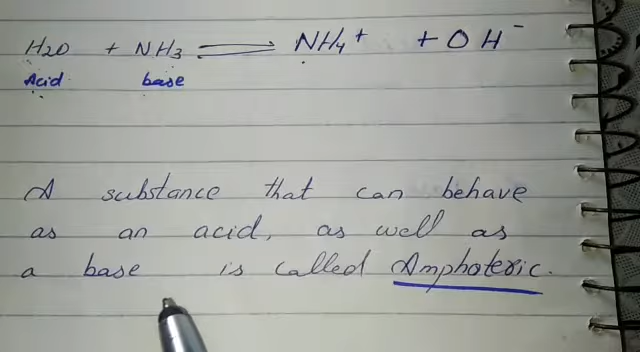 H2O + NH3 ⇌ NH4+ + OH-
Acid base
A substance that can behave
as an acid, as well as
a base is called Amphoteric.